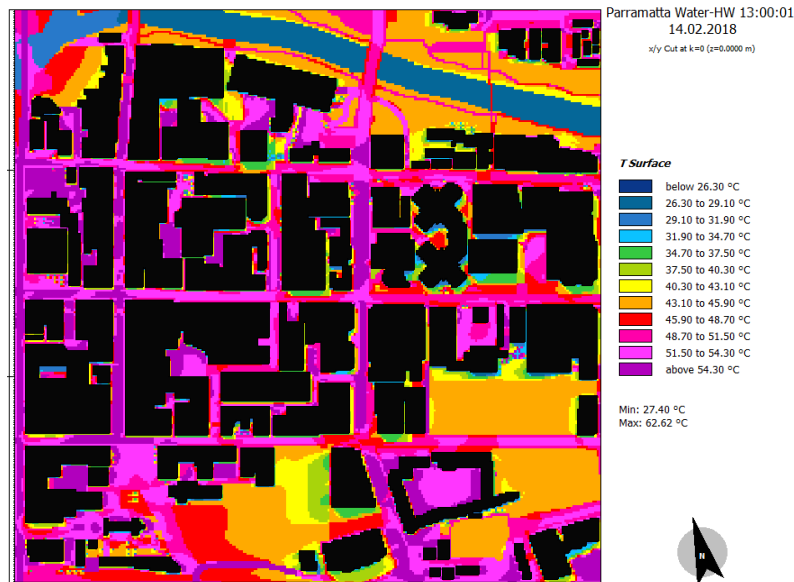 Parramatta Water-HW 13:00:01
14.02.2018
x/y Cut at k=0 (z=0.0000 m)
T Surface
below 26.30 °C
26.30 to 29.10 °C
29.10 to 31.90 °C
31.90 to 34.70 °C
34.70 to 37.50 °C
37.50 to 40.30 °C
40.30 to 43.10 °C
43.10 to 45.90 °C
45.90 to 48.70 °C
48.70 to 51.50 °C
51.50 to 54.30 °C
above 54.30 °C
Min: 27.40 °C
Max: 62.62 °C
N